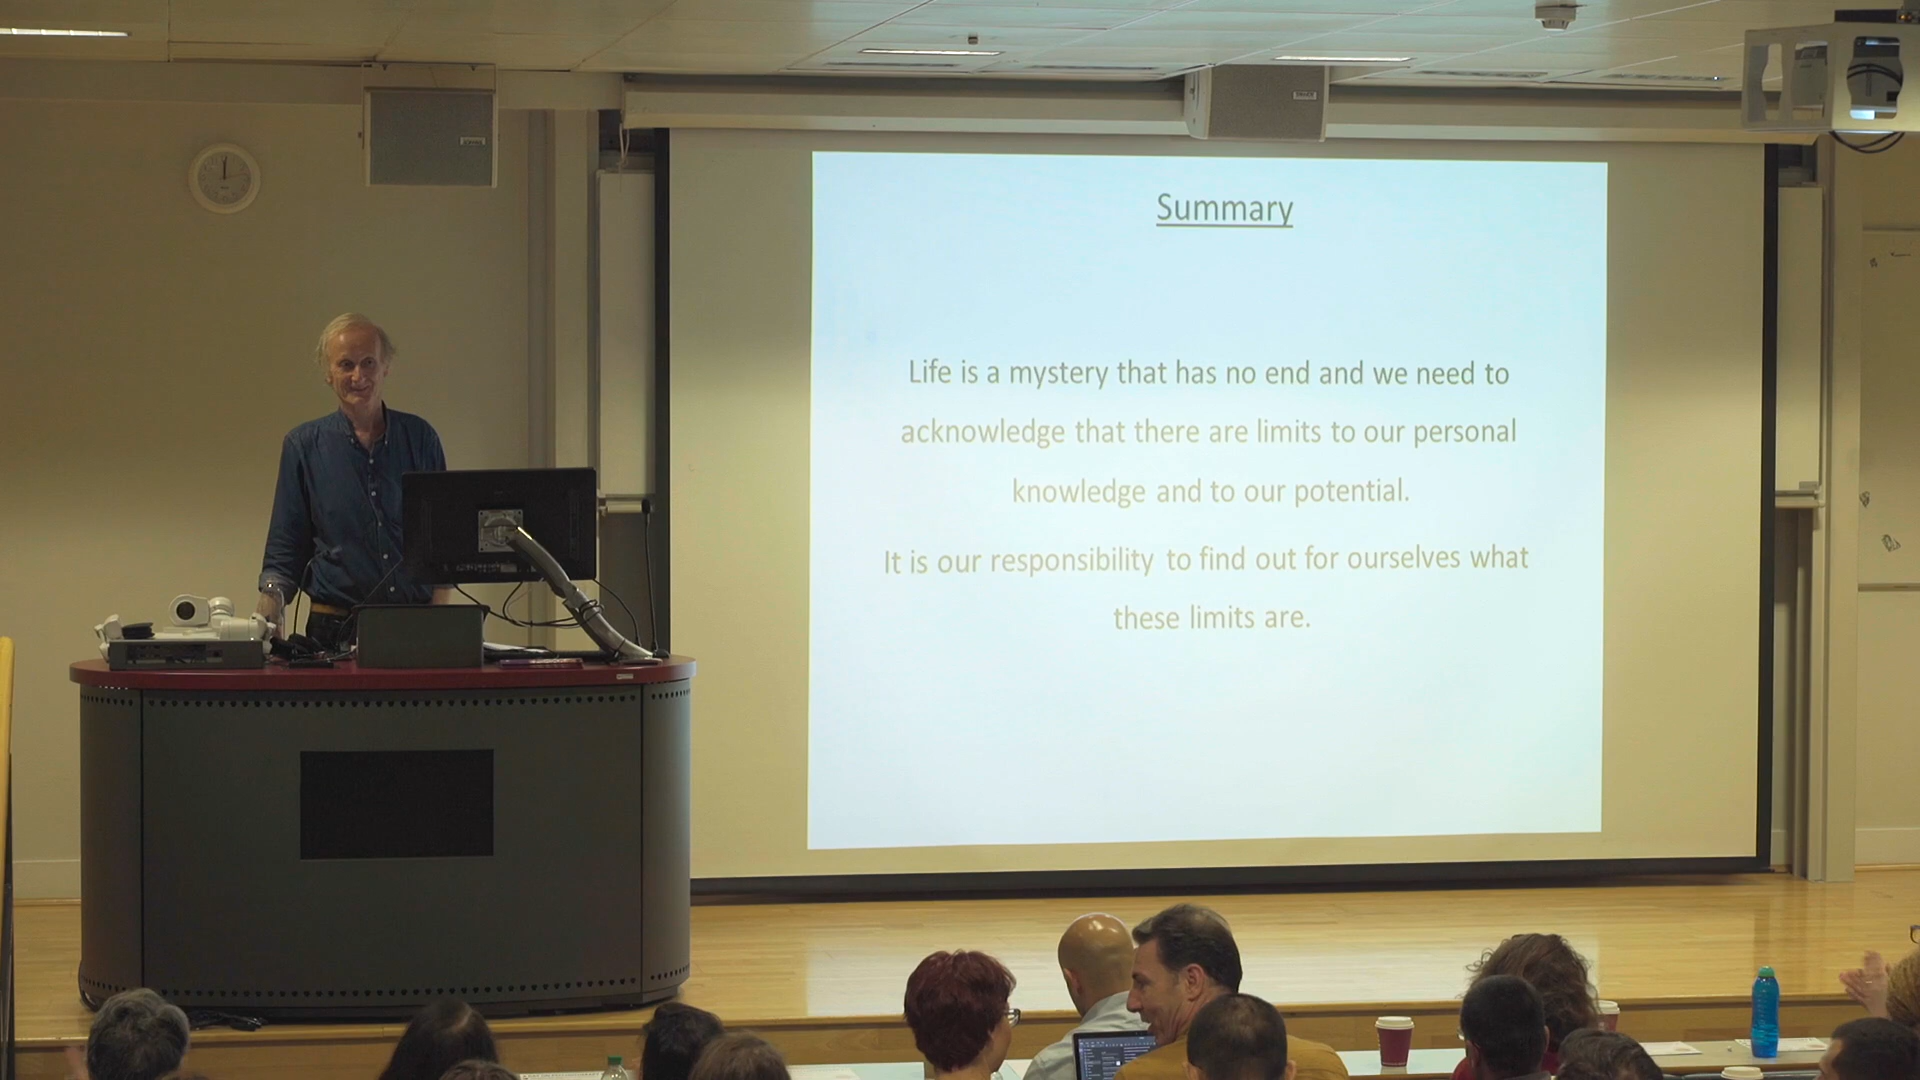 Summary
Life is a mystery that has no end and we need to
acknowledge that there are limits to our personal
knowledge and to our potential.
It is our responsibility to find out for ourselves what
these limits are.